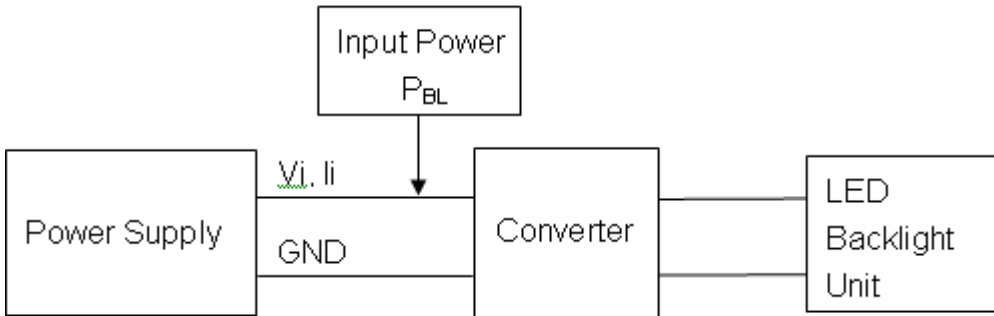 Input Power
PBL
Vi, Ii
Power Supply
GND
Converter
LED
Backlight
Unit